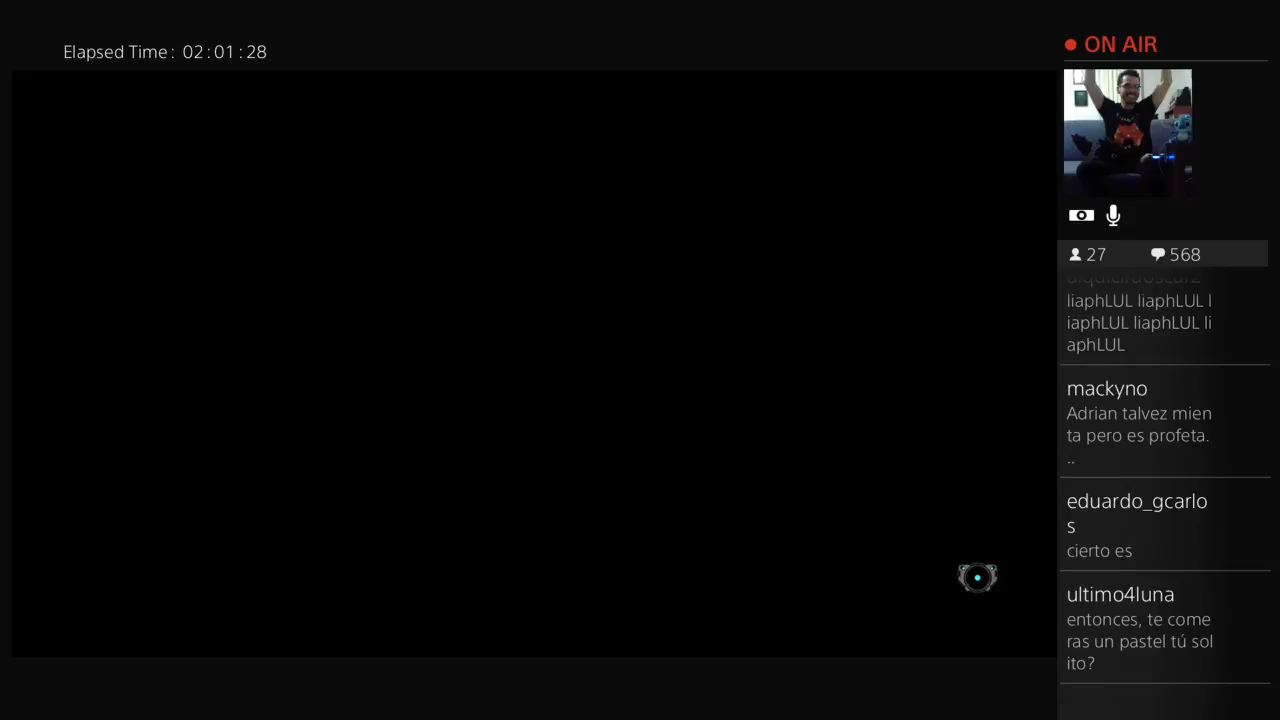 Elapsed Time: 02:01:28
ON AIR
27 568
liaphLUL liaphLUL l
iaphLUL liaphLUL li
aphLUL
mackyno
Adrian talvez mien
ta pero es profeta.
..
eduardo_gcarlo
s
cierto es
ultimo4luna
entonces, te come
ras un pastel tú sol
ito?